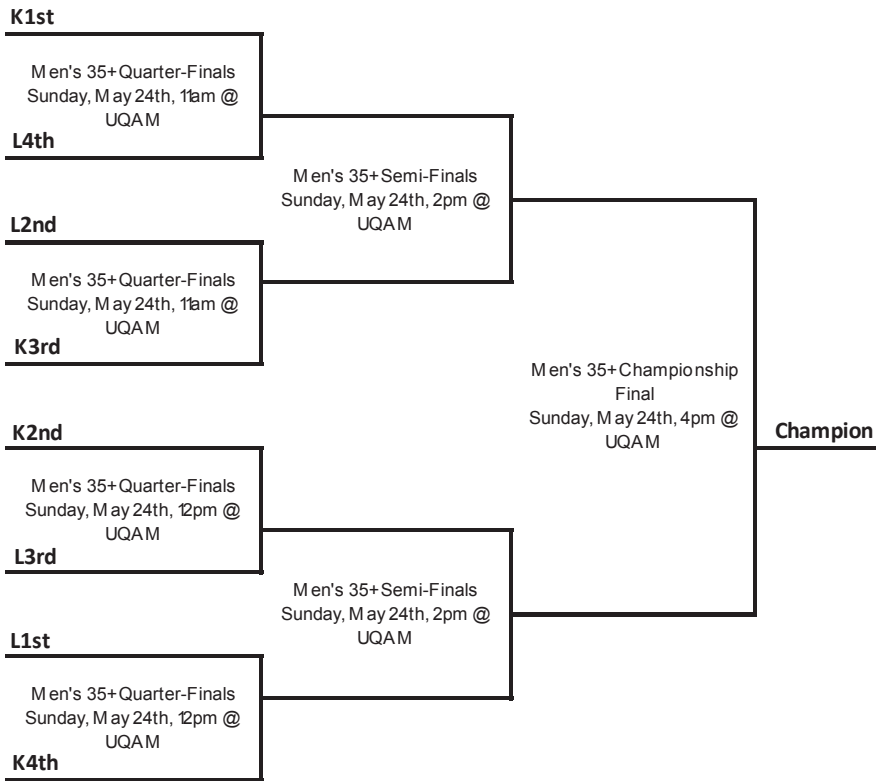 K1st
Men's 35+ Quarter-Finals
Sunday, May 24th, 11am @
UQAM
L4th
Men's 35+ Semi-Finals
Sunday, May 24th, 2pm @
UQAM
L2nd
Men's 35+ Quarter-Finals
Sunday, May 24th, 11am @
UQAM
K3rd
Men's 35+ Championship
Final
Sunday, May 24th, 4pm @
UQAM
Champion
K2nd
Men's 35+ Quarter-Finals
Sunday, May 24th, 12pm @
UQAM
L3rd
Men's 35+ Semi-Finals
Sunday, May 24th, 2pm @
UQAM
L1st
Men's 35+ Quarter-Finals
Sunday, May 24th, 12pm @
UQAM
K4th